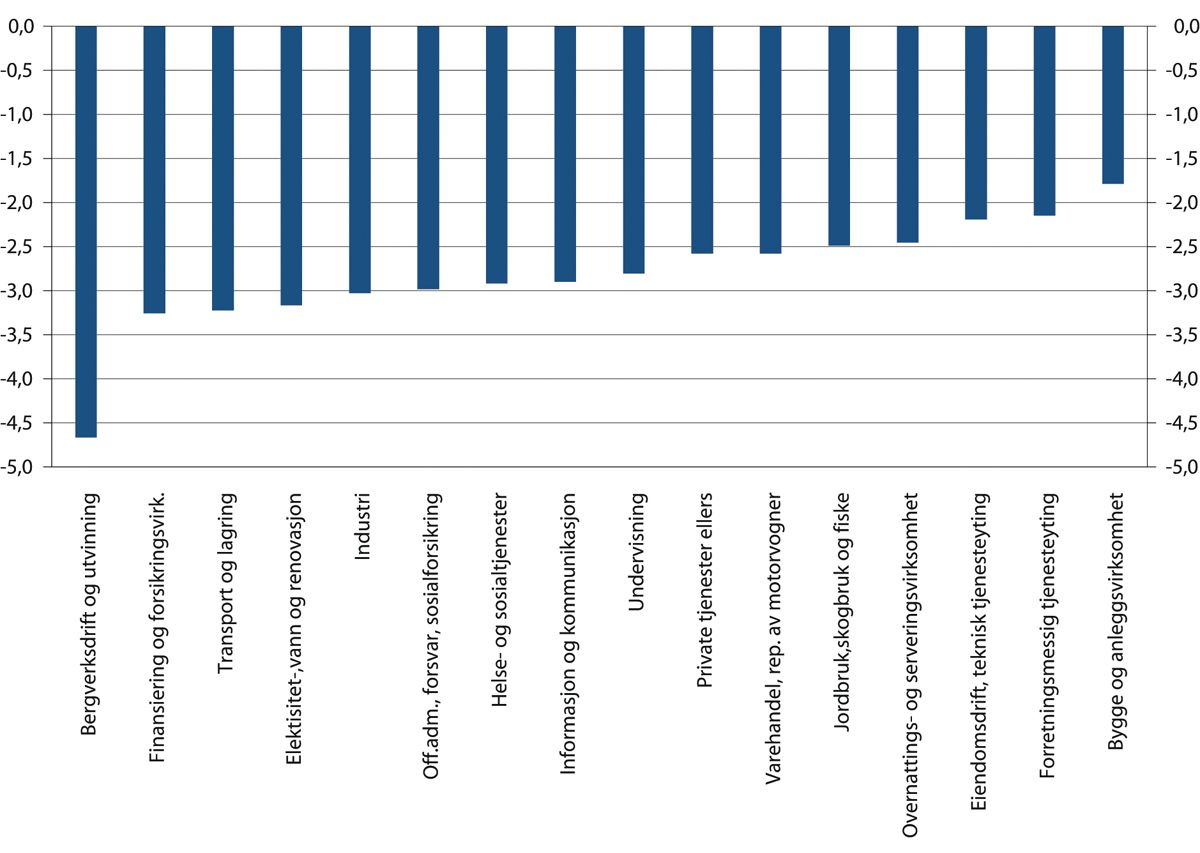 0,0
-0,5
-1,0
-1,5
-2,0
-2,5
-3,0
-3,5
-4,0
-4,5
-5,0
0,0
-0,5
-1,0
-1,5
-2,0
-2,5
-3,0
-3,5
-4,0
-4,5
-5,0
Bergverksdrift og utvinning
Finansiering og forsikringsvirk.
Transport og lagring
Elektisitet-,vann og renovasjon
Industri
Off.adm., forsvar, sosialforsikring
Helse- og sosialtjenester
Informasjon og kommunikasjon
Undervisning
Private tjenester ellers
Varehandel, rep. av motorvogner
Jordbruk,skogbruk og fiske
Overnattings- og serveringsvirksomhet
Eiendomsdrift, teknisk tjenesteyting
Forretningsmessig tjenesteyting
Bygge og anleggsvirksomhet